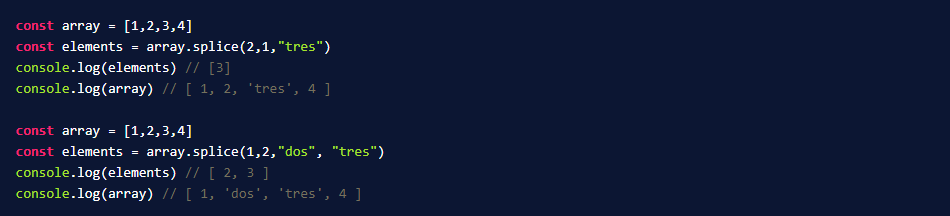 const array = [1,2,3,4]
const elements = array.splice(2,1,"tres")
console.log(elements) // [3]
console.log(array) // [ 1, 2, 'tres', 4 ]
const array = [1,2,3,4]
const elements = array.splice(1,2,"dos", "tres")
console.log(elements) // [ 2, 3 ]
console.log(array) // [ 1, 'dos', 'tres', 4 ]